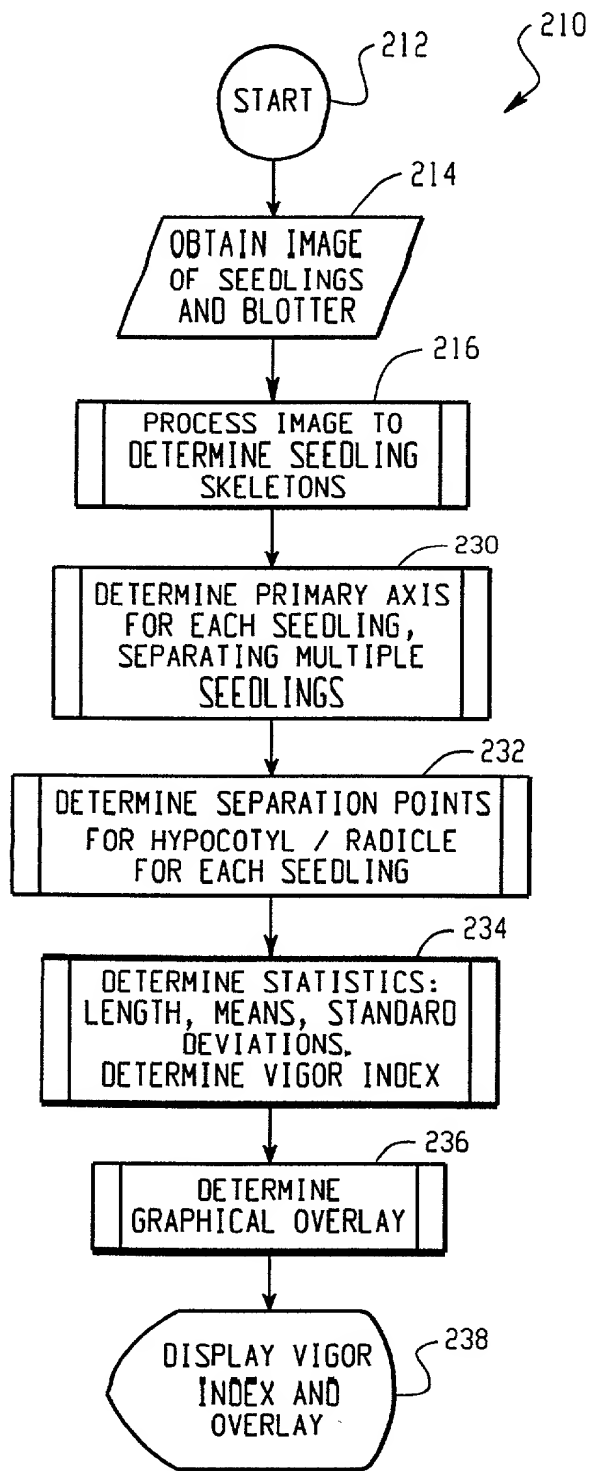 210
212
START
214
OBTAIN IMAGE
OF SEEDLINGS
AND BLOTTER
216
PROCESS IMAGE TO
DETERMINE SEEDLING
SKELETONS
230
DETERMINE PRIMARY AXIS
FOR EACH SEEDLING,
SEPARATING MULTIPLE
SEEDLINGS
232
DETERMINE SEPARATION POINTS
FOR HYPOCOTYL / RADICLE
FOR EACH SEEDLING
234
DETERMINE STATISTICS:
LENGTH, MEANS, STANDARD
DEVIATIONS.
DETERMINE VIGOR INDEX
236
DETERMINE
GRAPHICAL OVERLAY
238
DISPLAY VIGOR
INDEX AND
OVERLAY